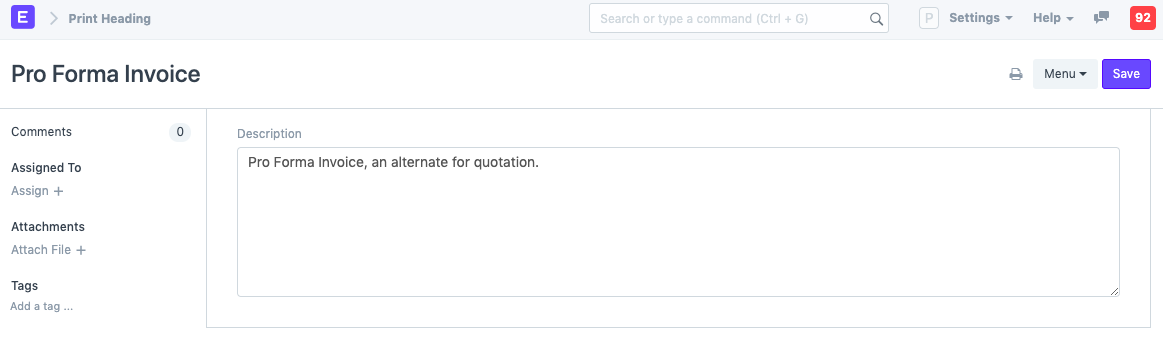 E Print Heading Search or type a command (Ctrl + G) P Settings Help 92
Pro Forma Invoice Menu Save
Comments 0
Assigned To
Assign +
Attachments
Attach File +
Tags
Add a tag ...
Description
Pro Forma Invoice, an alternate for quotation.